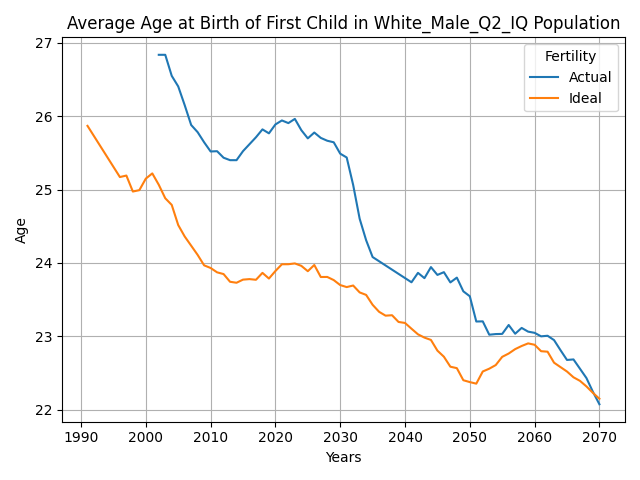 Average Age at Birth of First Child in White_Male_Q2_IQ Population
27
26
25
24
23
22
Age
Fertility
Actual
Ideal
1990 2000 2010 2020 2030 2040 2050 2060 2070
Years